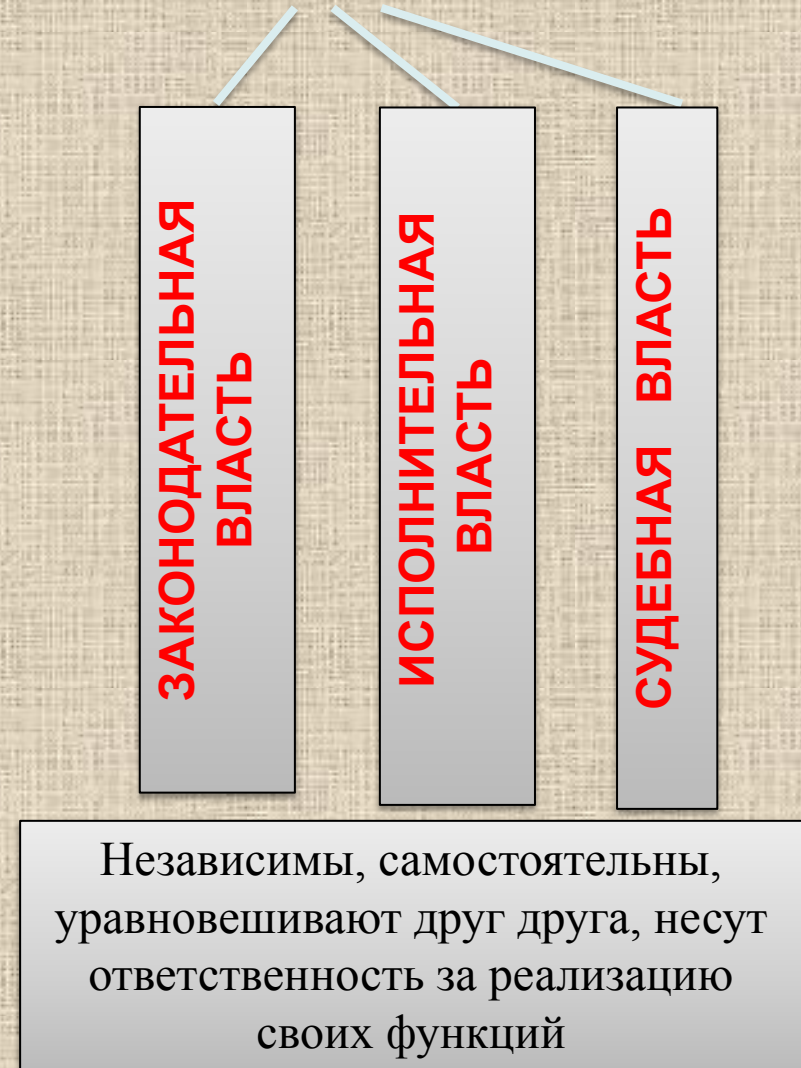 ЗАКОНОДАТЕЛЬНАЯ
ВЛАСТЬ
ИСПОЛНИТЕЛЬНАЯ
ВЛАСТЬ
СУДЕБНАЯ ВЛАСТЬ
Независимы, самостоятельны,
уравновешивают друг друга, несут
ответственность за реализацию
своих функций